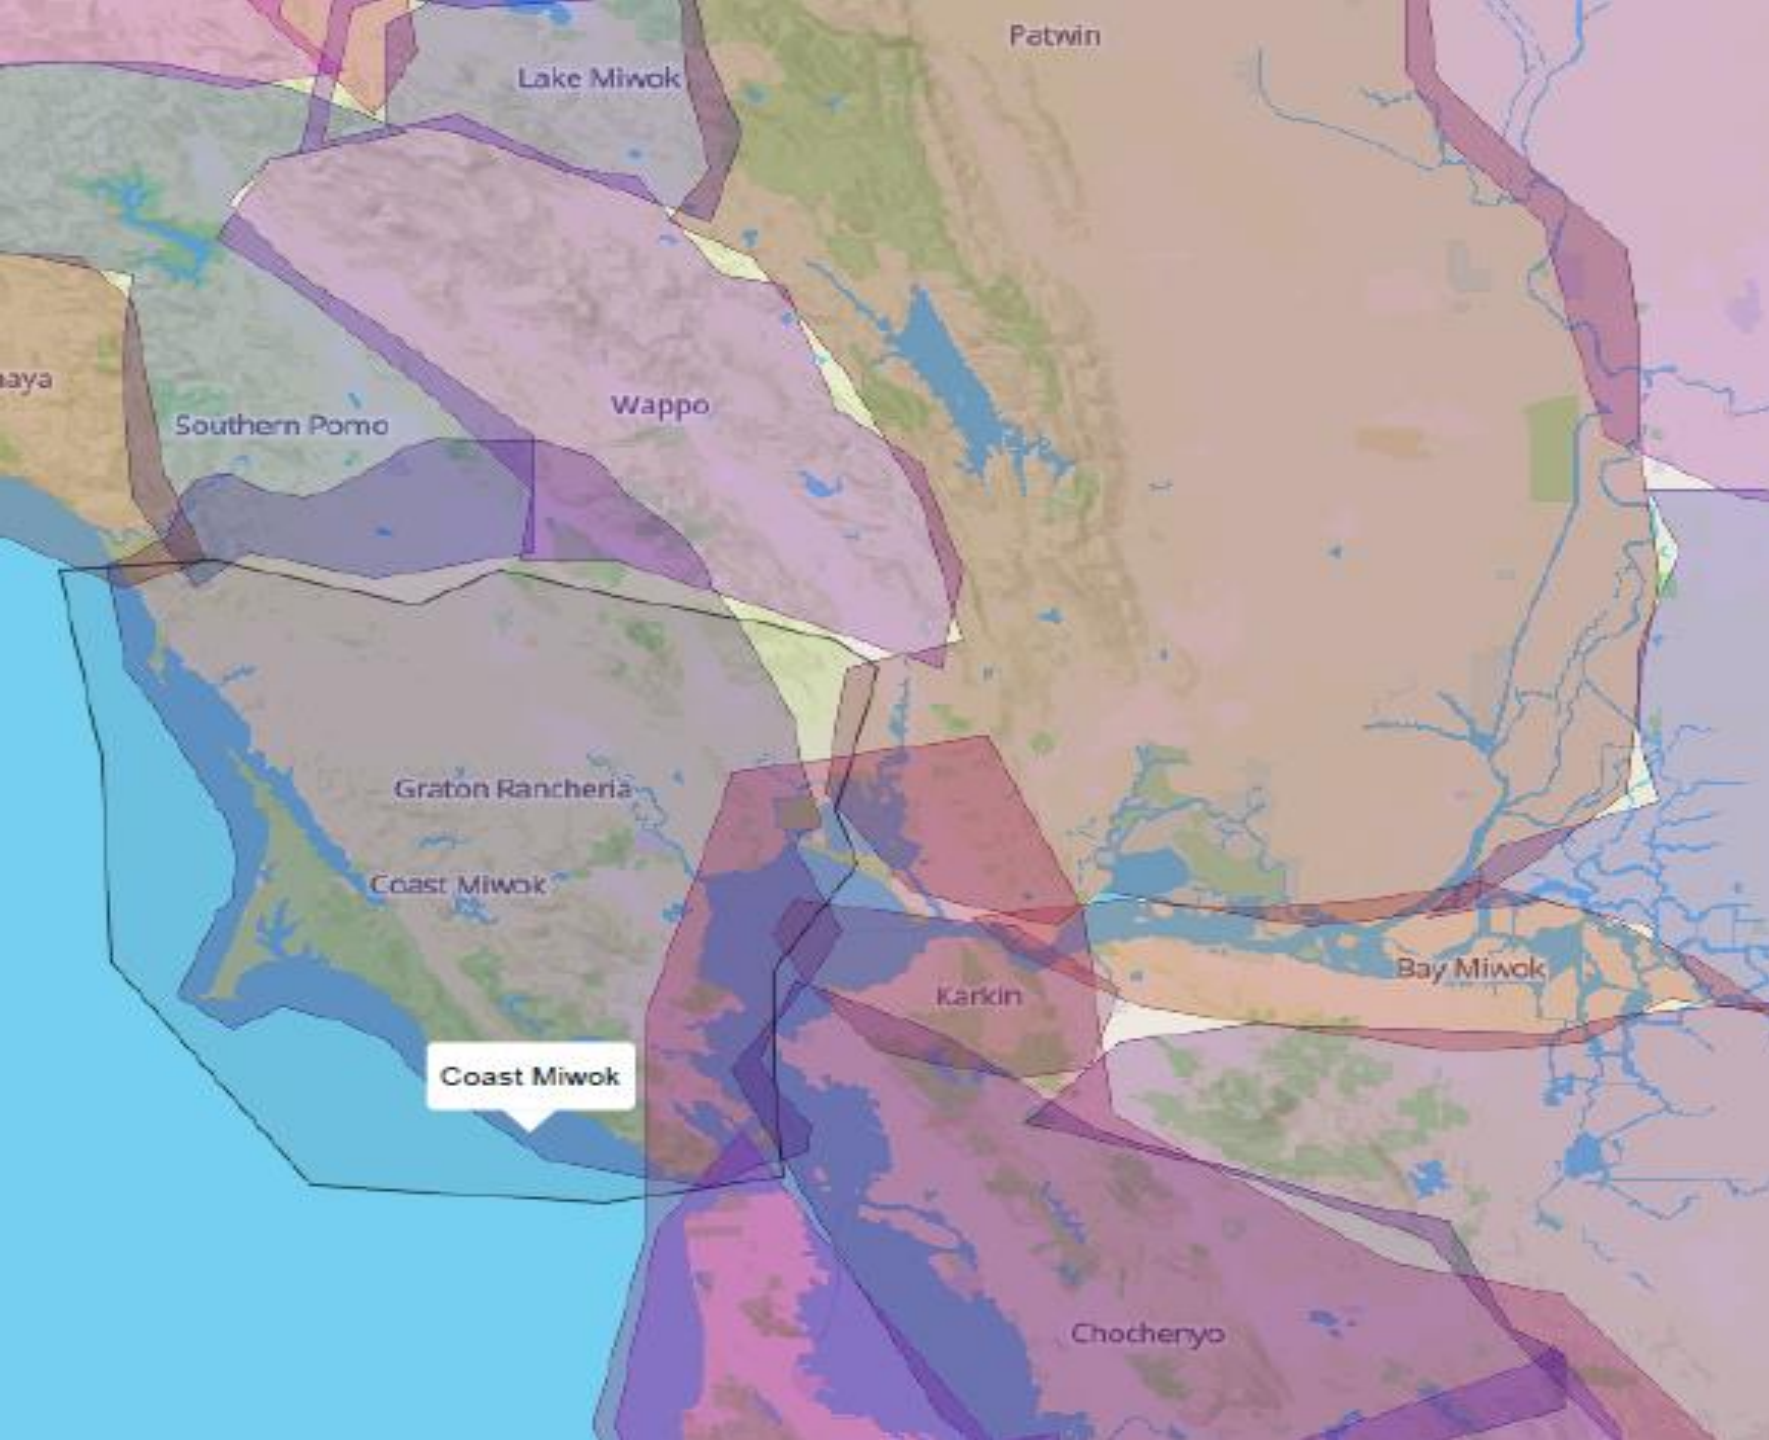 Patwin
Lake Miwok
aya
Wappo
Southern Pomo
Graton Rancheria
Coast Miwok
Bay Miwok
Karkin
Coast Miwok
Chochenyo